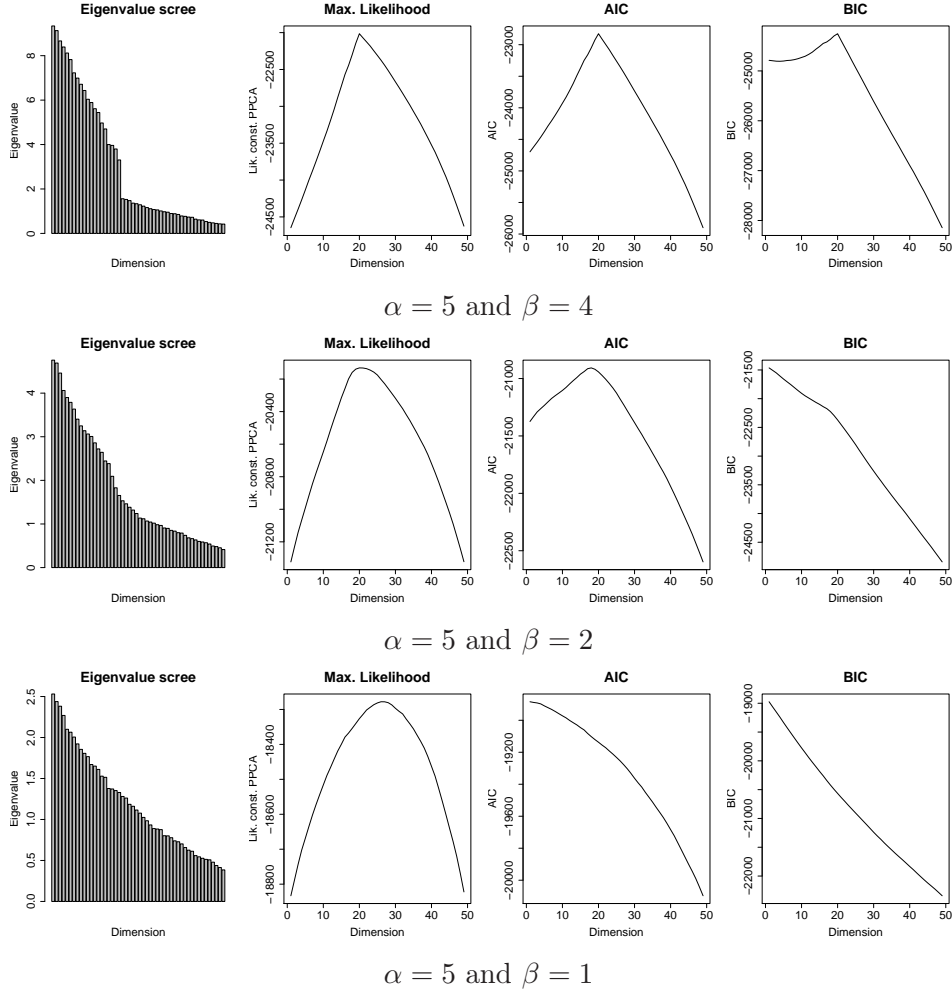 Eigenvalue scree Max. Likelihood AIC BIC
Eigenvalue
0 2 4 6 8
Dimension
Lik. const. PPCA
−24500 −23500 −22500
0 10 20 30 40 50
Dimension
AIC
−26000 −25000 −24000 −23000
0 10 20 30 40 50
Dimension
BIC
−28000 −27000 −26000 −25000
0 10 20 30 40 50
Dimension
α = 5 and β = 4
Eigenvalue scree Max. Likelihood AIC BIC
Eigenvalue
0 1 2 3 4
Dimension
Lik. const. PPCA
−21200 −20800 −20400
0 10 20 30 40 50
Dimension
AIC
−22500 −22000 −21500 −21000
0 10 20 30 40 50
Dimension
BIC
−24500 −23500 −22500 −21500
0 10 20 30 40 50
Dimension
α = 5 and β = 2
Eigenvalue scree Max. Likelihood AIC BIC
Eigenvalue
0.0 0.5 1.0 1.5 2.0 2.5
Dimension
Lik. const. PPCA
−18800 −18600 −18400
0 10 20 30 40 50
Dimension
AIC
−20000 −19600 −19200
0 10 20 30 40 50
Dimension
BIC
−22000 −21000 −20000 −19000
0 10 20 30 40 50
Dimension
α = 5 and β = 1